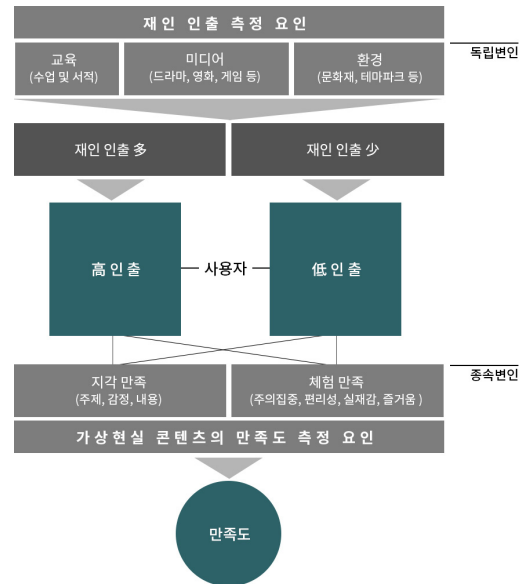 재인 인출 측정 요인
독립변인
교육
(수업 및 서적)
미디어
(드라마, 영화, 게임 등)
환경
(문화재, 테마파크 등)
재인 인출 多
재인 인출 少
高 인 출
사용자
低 인 출
종속변인
지각 만족
(주제, 감정, 내용)
체험 만족
(주의집중, 편리성, 실재감, 즐거움 )
가상현실 콘텐츠의 만족도 측정 요인
만족도